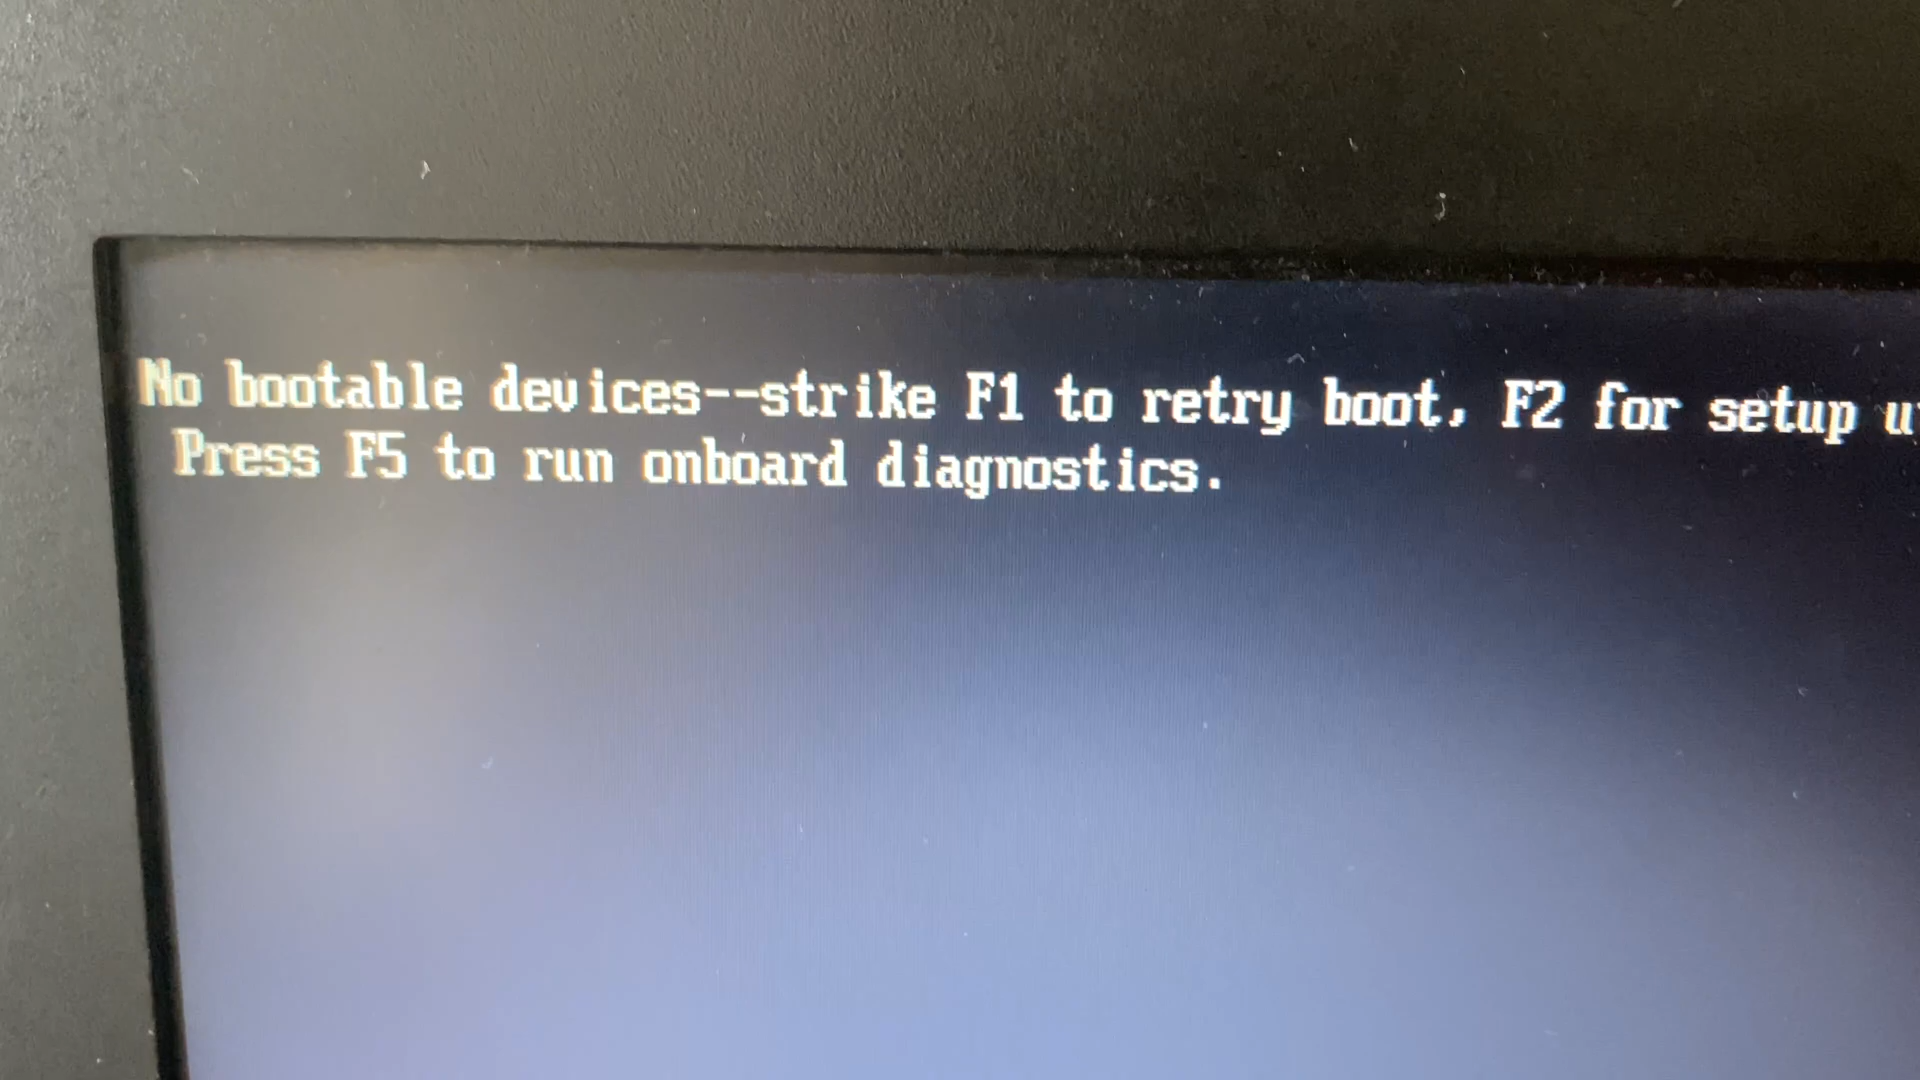 No bootable devices--strike F1 to retry boot, F2 for setup
Press F5 to run onboard diagnostics.